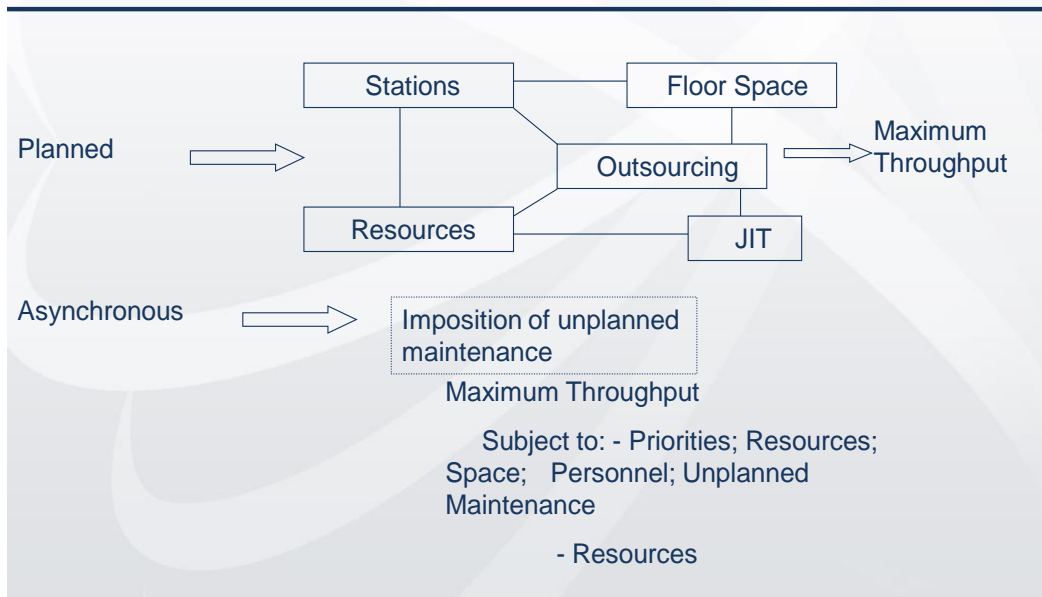 Stations
Floor Space
Planned
Maximum
Throughput
Outsourcing
Resources
JIT
Asynchronous
Imposition of unplanned
maintenance
Maximum Throughput
Subject to: - Priorities; Resources;
Space; Personnel; Unplanned
Maintenance
- Resources